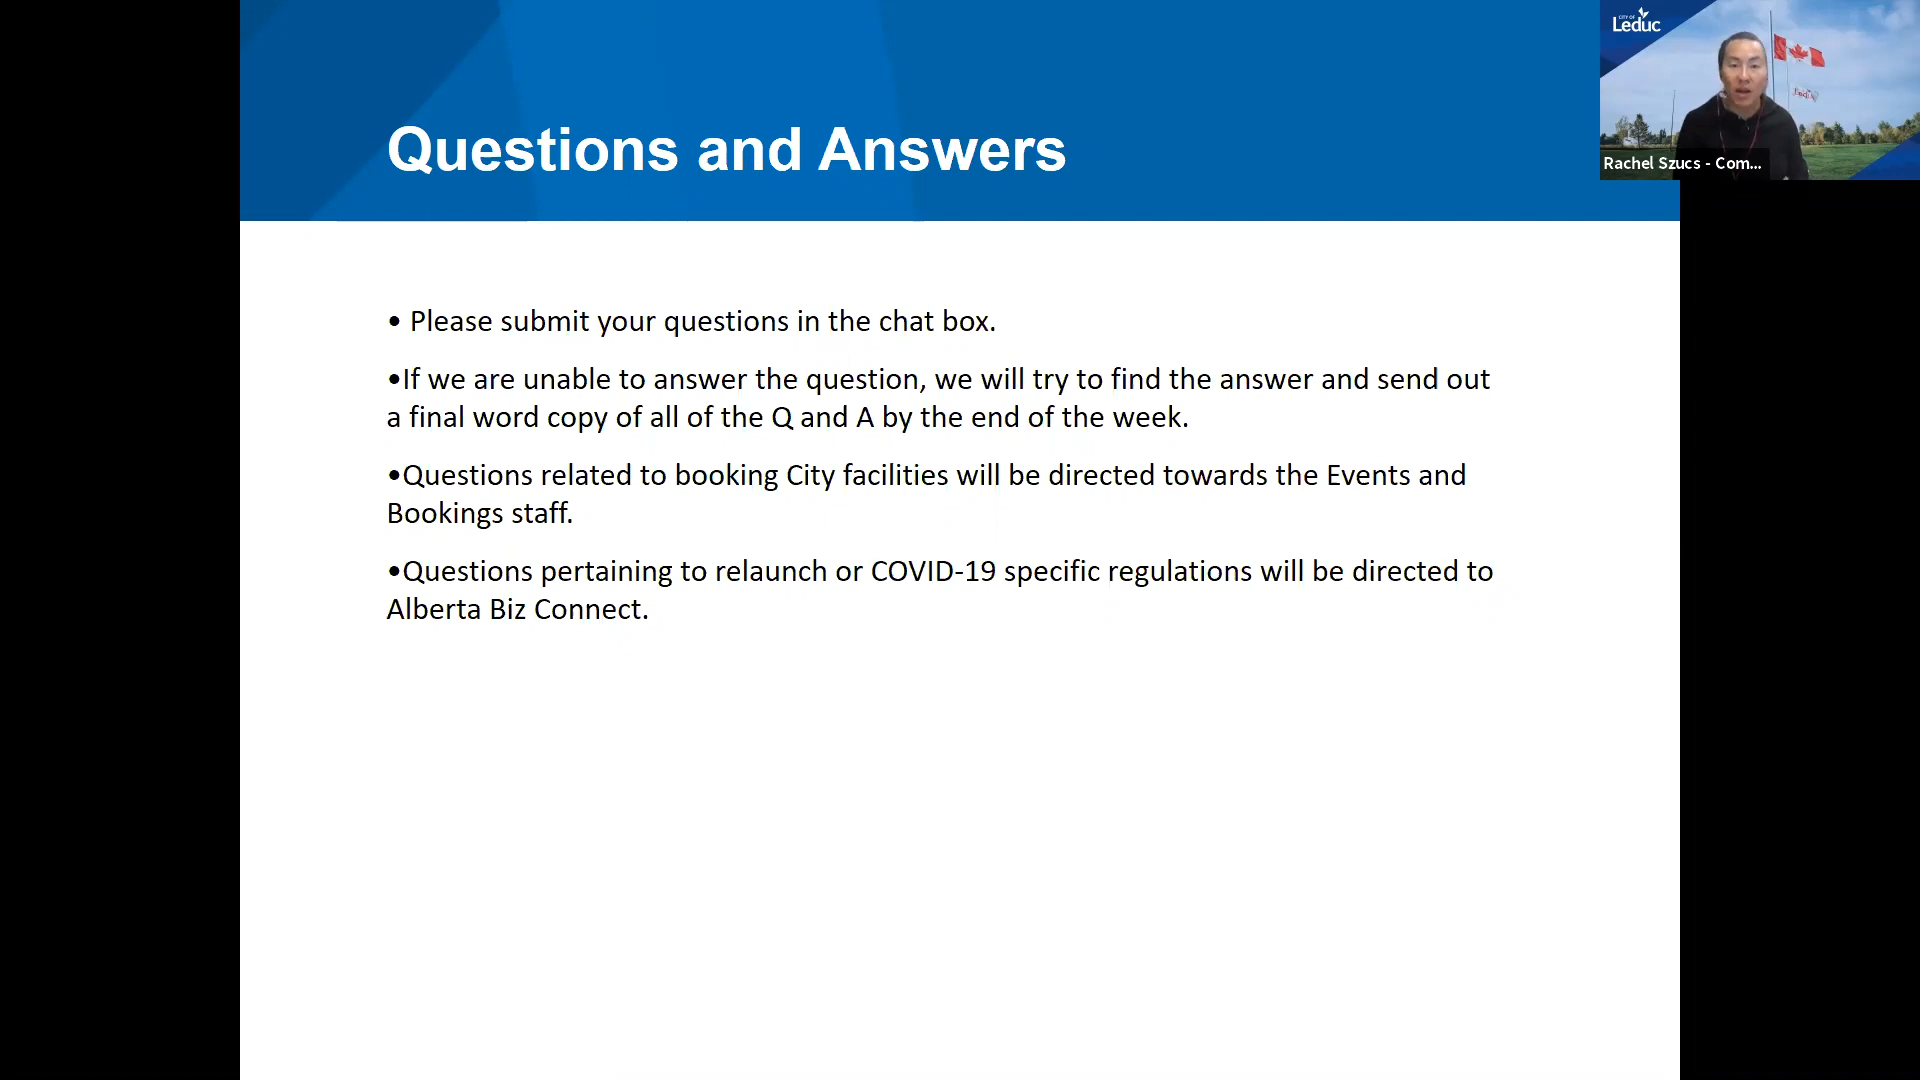 Questions and Answers
CITY OF
Leduc
Rachel Szucs - Com...
• Please submit your questions in the chat box.
•If we are unable to answer the question, we will try to find the answer and send out
a final word copy of all of the Q and A by the end of the week.
•Questions related to booking City facilities will be directed towards the Events and
Bookings staff.
•Questions pertaining to relaunch or COVID-19 specific regulations will be directed to
Alberta Biz Connect.